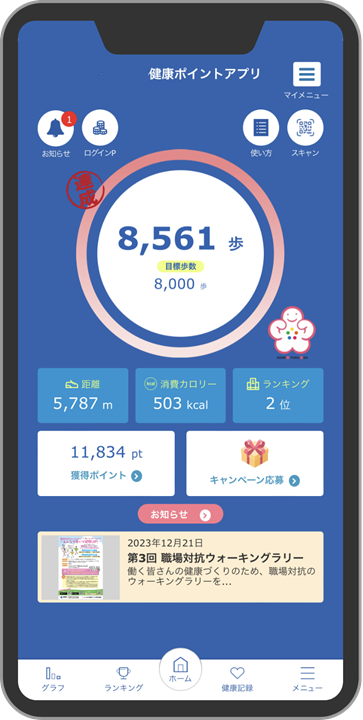 健康ポイントアプリ
マイメニュー
1
お知らせ
ログインP
使い方
スキャン
達成
8,561 歩
目標歩数
8,000 歩
距離
5,787 m
kcal 消費カロリー
503 kcal
ランキング
2 位
11,834 pt
獲得ポイント
キャンペーン応募
お知らせ
2023年12月21日
第3回 職場対抗ウォーキングラリー
働く皆さんの健康づくりのため、職場対抗の
ウォーキングラリーを...
グラフ
ランキング
ホーム
健康記録
メニュー